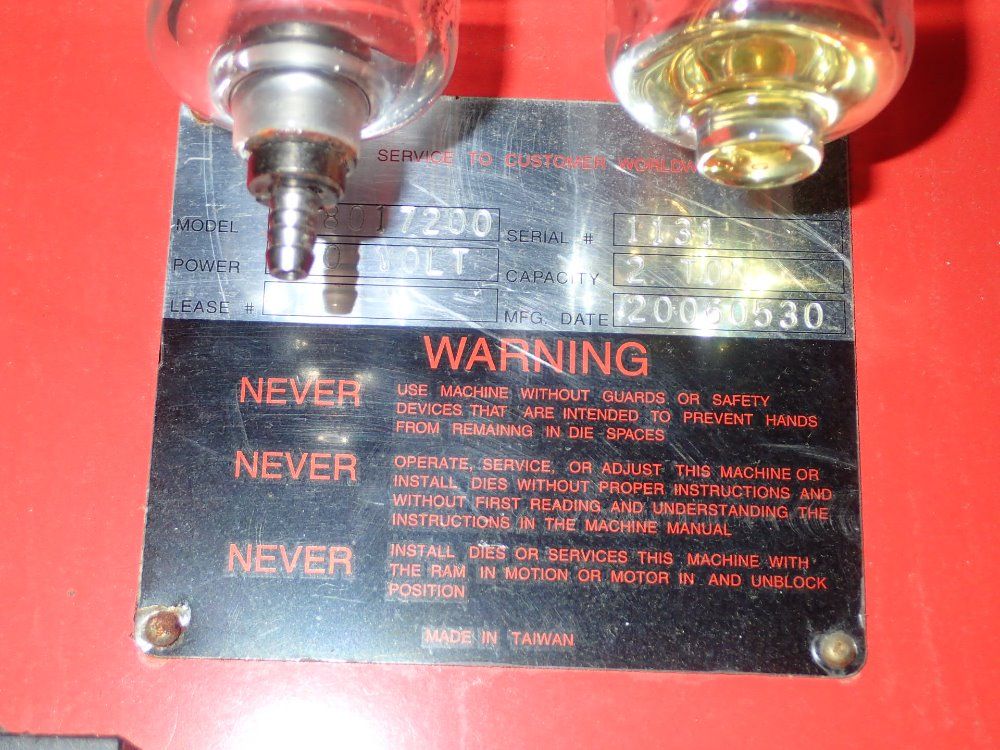 SERVICE TO CUSTOMER
MODEL 8017200 SERIAL # 1131
POWER 0 VOLT CAPACITY 2
LEASE # MFG. DATE 20060530
WARNING
NEVER USE MACHINE WITHOUT GUARDS OR SAFETY
DEVICES THAT ARE INTENDED TO PREVENT HANDS
FROM REMAINNG IN DIE SPACES
NEVER OPERATE, SERVICE, OR ADJUST THIS MACHINE OR
INSTALL DIES WITHOUT PROPER INSTRUCTIONS AND
WITHOUT FIRST READING AND UNDERSTANDING THE
INSTRUCTIONS IN THE MACHINE MANUAL
NEVER INSTALL DIES OR SERVICES THIS MACHINE WITH
THE RAM IN MOTION OR MOTOR IN AND UNBLOCK
POSITION
MADE IN TAIWAN